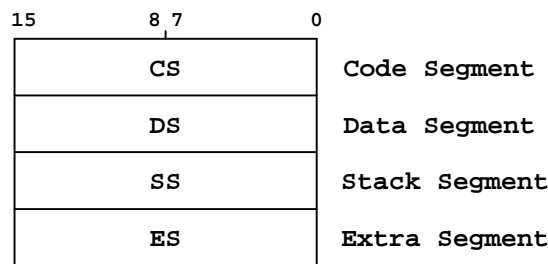 15 8 7 0
CS Code Segment
DS Data Segment
SS Stack Segment
ES Extra Segment